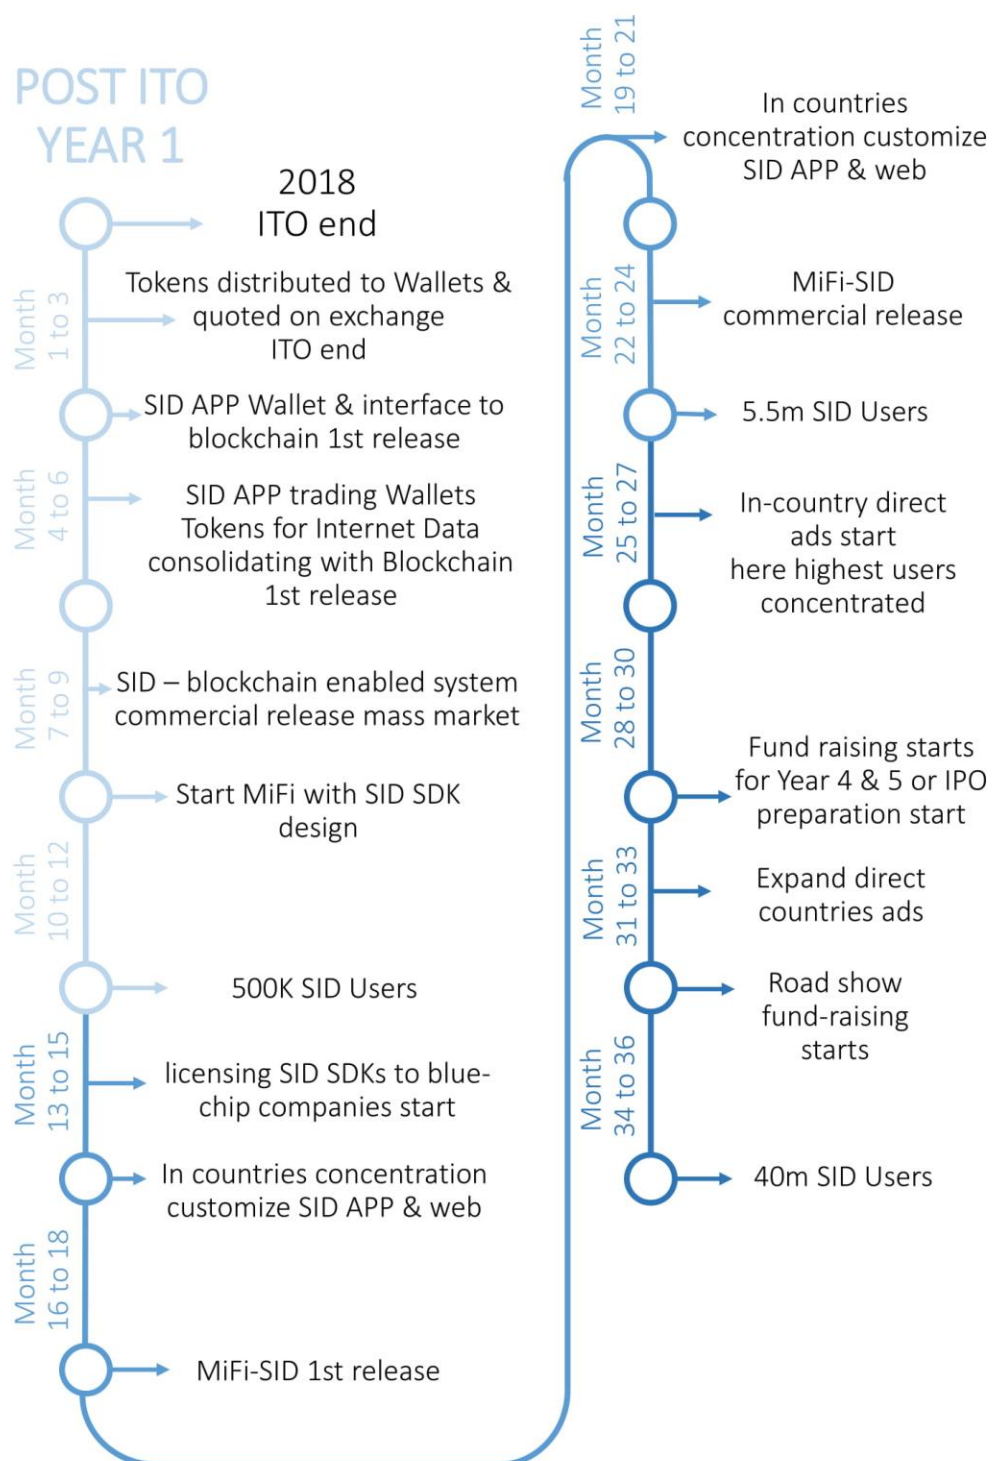 POST ITO
YEAR 1
2018
ITO end
Month
1 to 3
Tokens distributed to Wallets &
quoted on exchange
ITO end
SID APP Wallet & interface to
blockchain 1st release
Month
4 to 6
SID APP trading Wallets
Tokens for Internet Data
consolidating with Blockchain
1st release
Month
7 to 9
SID – blockchain enabled system
commercial release mass market
Start MiFi with SID SDK
design
Month
10 to 12
500K SID Users
Month
13 to 15
licensing SID SDKs to blue-
chip companies start
In countries concentration
customize SID APP & web
Month
16 to 18
MiFi-SID 1st release
Month
19 to 21
In countries
concentration customize
SID APP & web
Month
22 to 24
MiFi-SID
commercial release
5.5m SID Users
Month
25 to 27
In-country direct
ads start
here highest users
concentrated
Month
28 to 30
Fund raising starts
for Year 4 & 5 or IPO
preparation start
Month
31 to 33
Expand direct
countries ads
Road show
fund-raising
starts
Month
34 to 36
40m SID Users